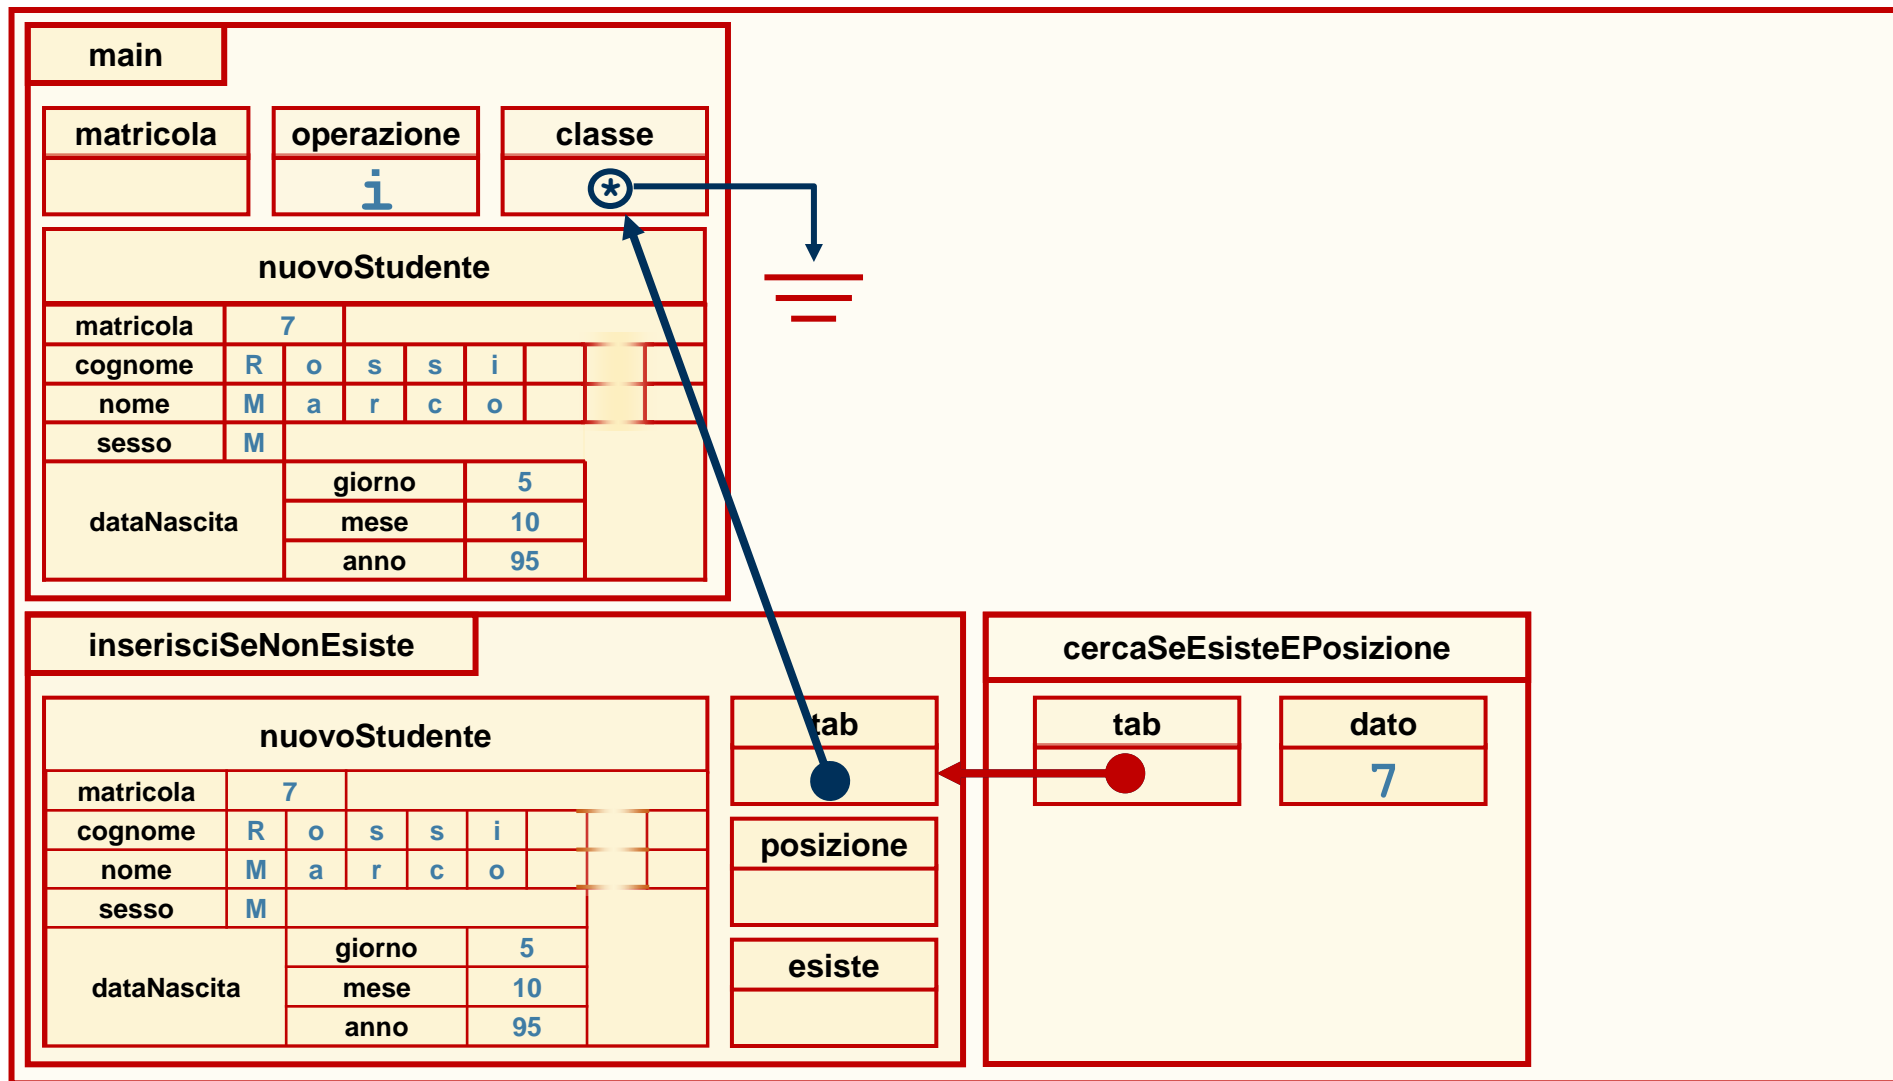 main
matricola operazione classe
i *
nuovoStudente
matricola 7
cognome R o s s i
nome M a r c o
sesso M
dataNascita
giorno 5
mese 10
anno 95
inserisciSeNonEsiste
nuovoStudente
matricola 7
cognome R o s s i
nome M a r c o
sesso M
dataNascita
giorno 5
mese 10
anno 95
tab
posizione
esiste
cercaSeEsisteEPosizione
tab dato
7